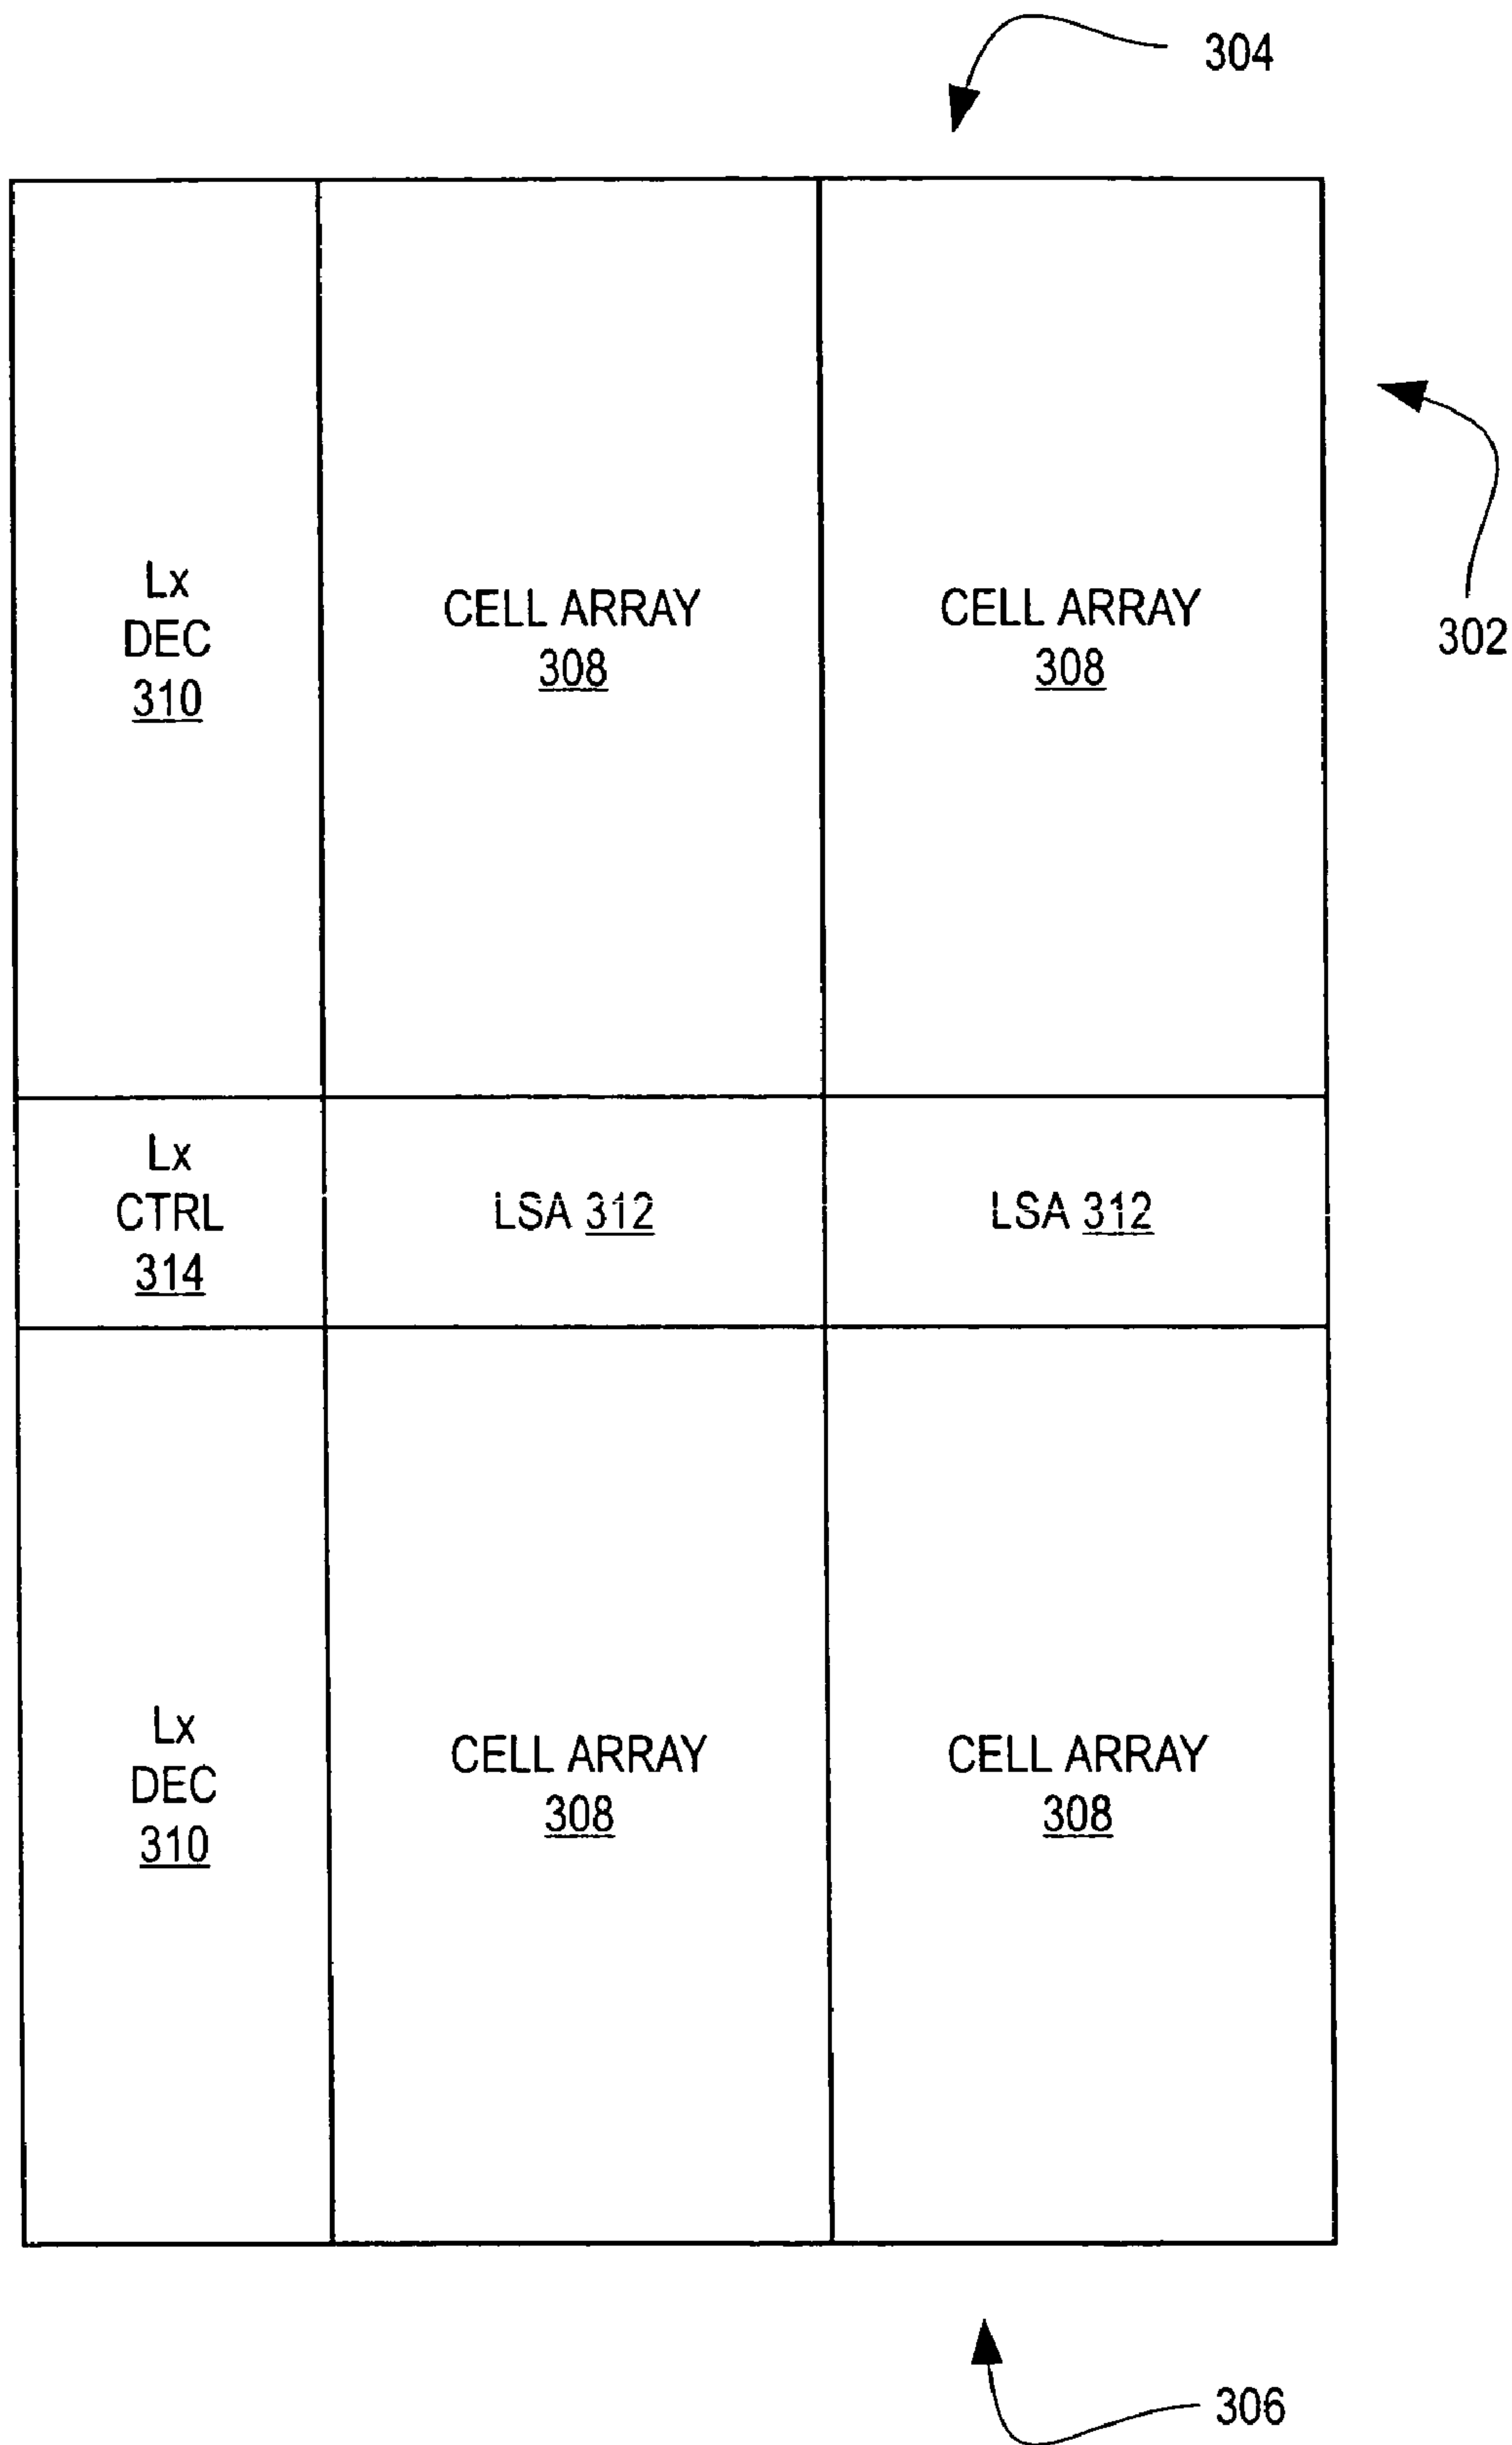 304
302
Lx
DEC
310
CELL ARRAY
308
CELL ARRAY
308
Lx
CTRL
314
LSA 312
LSA 312
Lx
DEC
310
CELL ARRAY
308
CELL ARRAY
308
306